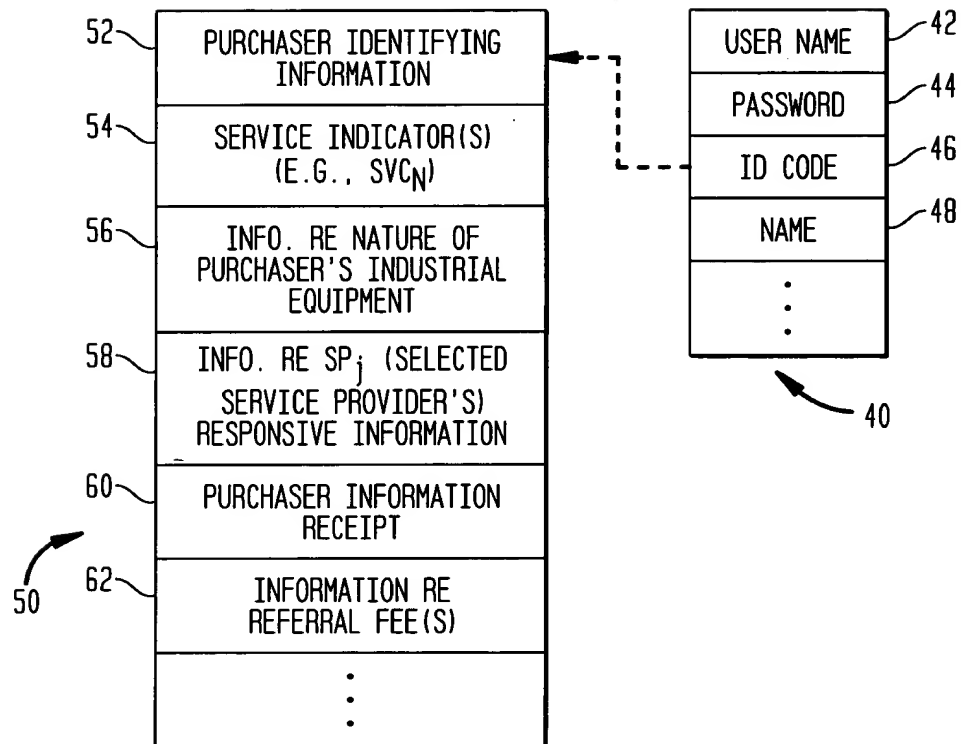 52
PURCHASER IDENTIFYING
INFORMATION
54
SERVICE INDICATOR(S)
(E.G., SVCN)
56
INFO. RE NATURE OF
PURCHASER'S INDUSTRIAL
EQUIPMENT
58
INFO. RE SPj (SELECTED
SERVICE PROVIDER'S)
RESPONSIVE INFORMATION
60
PURCHASER INFORMATION
RECEIPT
62
INFORMATION RE
REFERRAL FEE(S)
50
USER NAME
42
PASSWORD
44
ID CODE
46
NAME
48
40